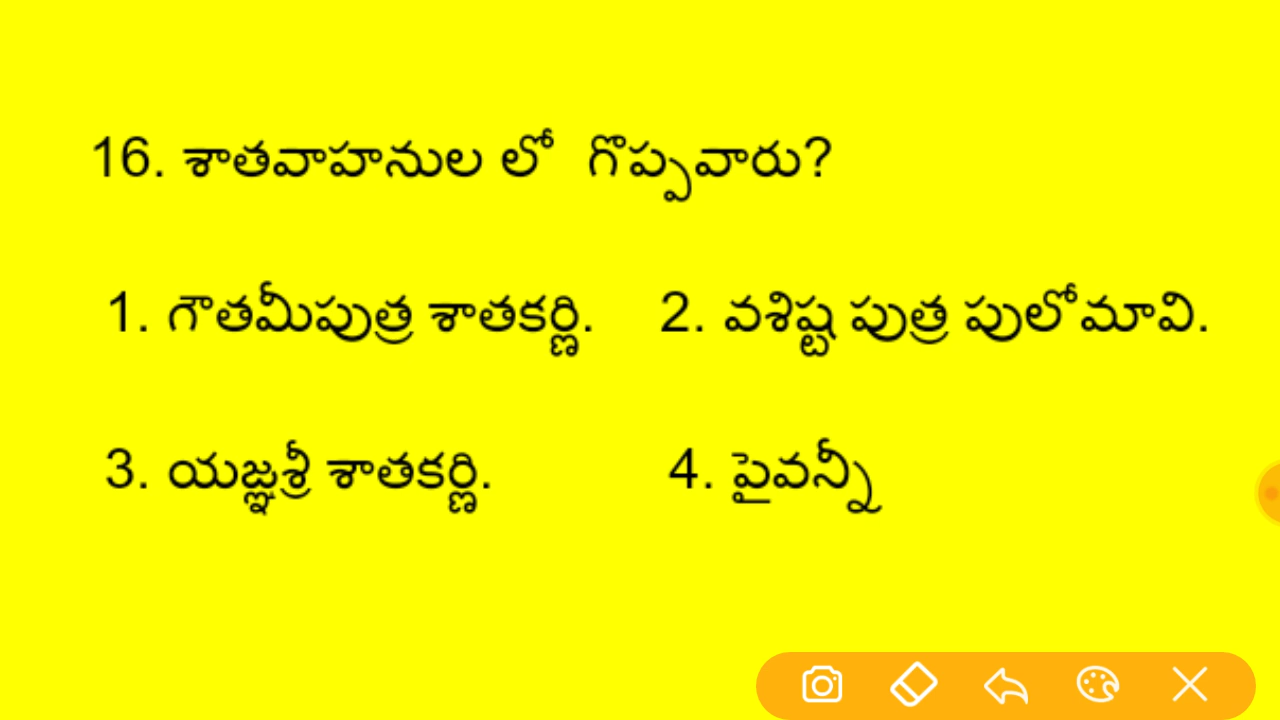 16. శాతవాహనుల లో గొప్పవారు?
1. గౌతమీపుత్ర శాతకర్ణి. 2. వశిష్ట పుత్ర పులోమావి.
3. యజ్ఞశ్రీ శాతకర్ణి. 4. పైవన్నీ